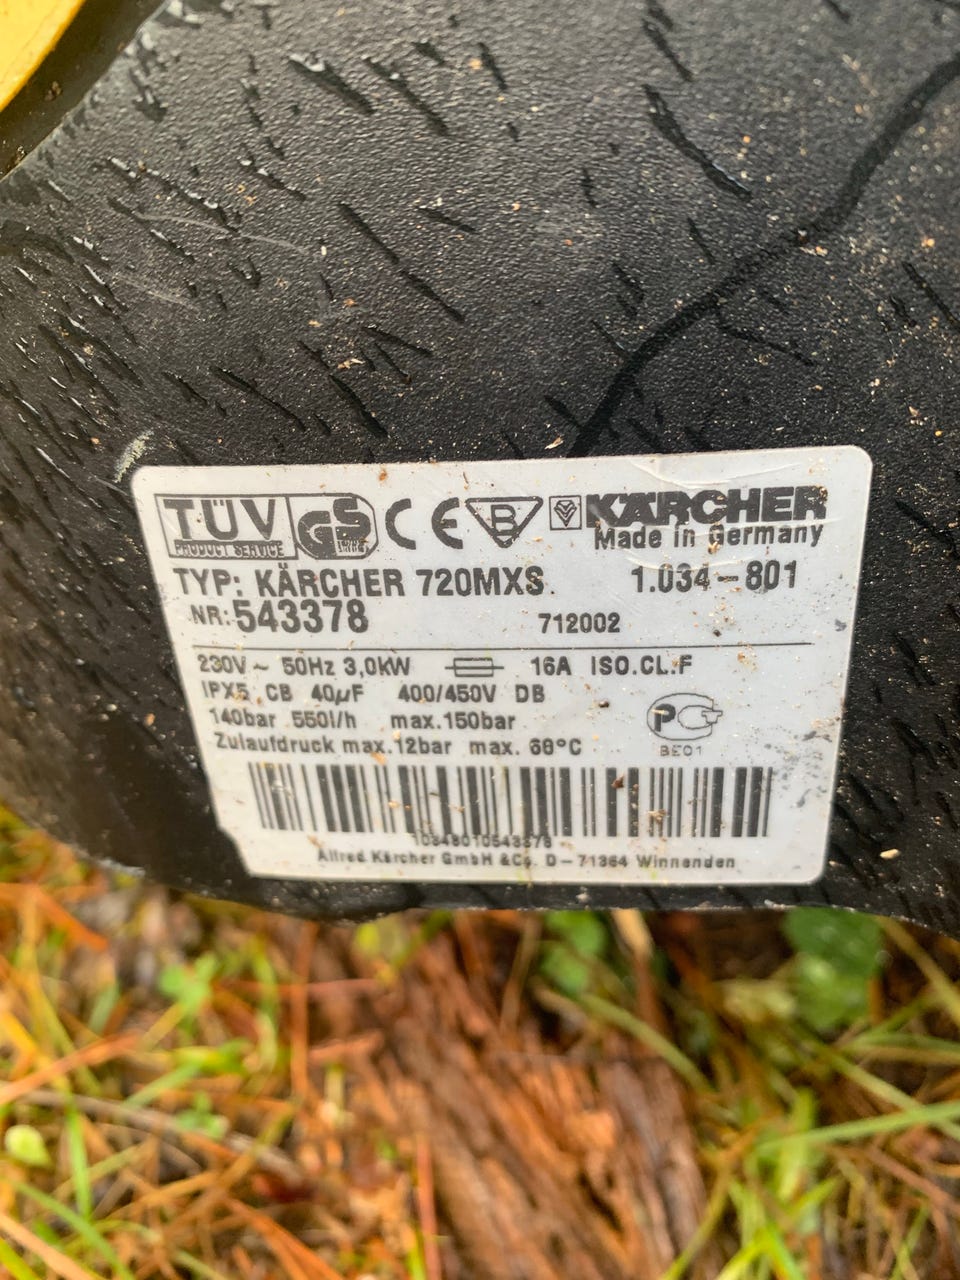 TÜV GS CE B KÄRCHER
PRODUCT SERVICE
Made in Germany
TYP: KÄRCHER 720MXS 1.034-801
NR: 543378 712002
230V ~ 50Hz 3,0kW 16A ISO.CL.F
IPX5 CB 40µF 400/450V DB
140bar 550l/h max.150bar
Zulaufdruck max.12bar max. 60°C
BE01
10348010543378
Alfred Kärcher GmbH & Co. D-71364 Winnenden